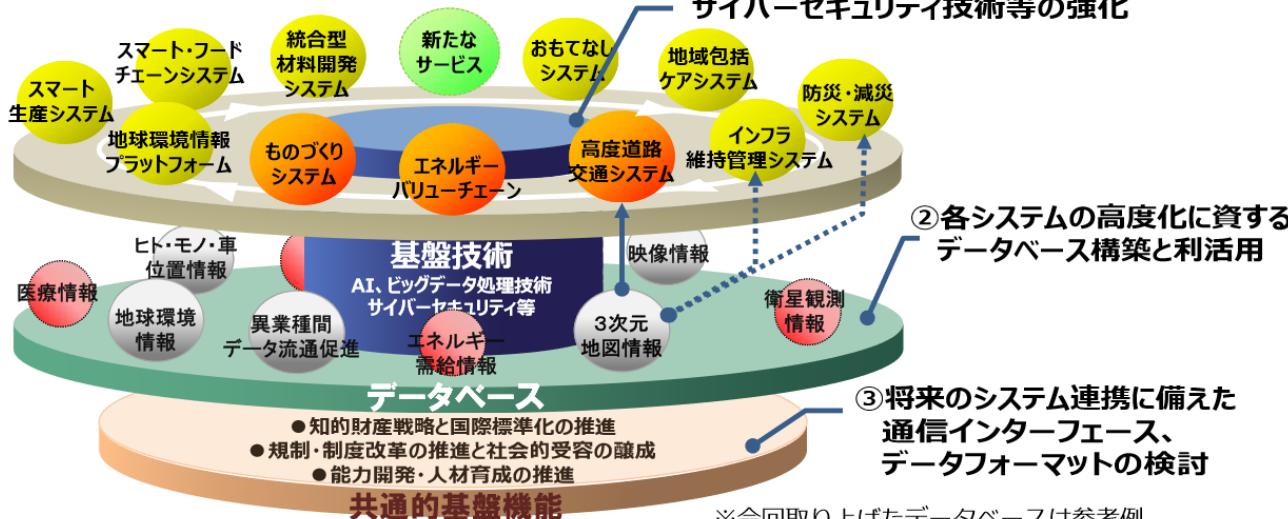 サイバーセキュリティ技術等の強化
スマート・フード
チェーンシステム
統合型
材料開発
システム
新たな
サービス
おもてなし
システム
地域包括
ケアシステム
スマート
生産システム
防災・減災
システム
地球環境情報
プラットフォーム
ものづくり
システム
エネルギー
バリューチェーン
高度道路
交通システム
インフラ
維持管理システム
②各システムの高度化に資する
データベース構築と利活用
ヒト・モノ・車
位置情報
基盤技術
AI、ビッグデータ処理技術
サイバーセキュリティ等
映像情報
医療情報
地球環境
情報
異業種間
データ流通促進
エネルギー
需給情報
3次元
地図情報
衛星観測
情報
データベース
③将来のシステム連携に備えた
通信インターフェース、
データフォーマットの検討
●知的財産戦略と国際標準化の推進
●規制・制度改革の推進と社会的受容の醸成
●能力開発・人材育成の推進
共通的基盤機能
※今回取り上げたデータベースは参考例